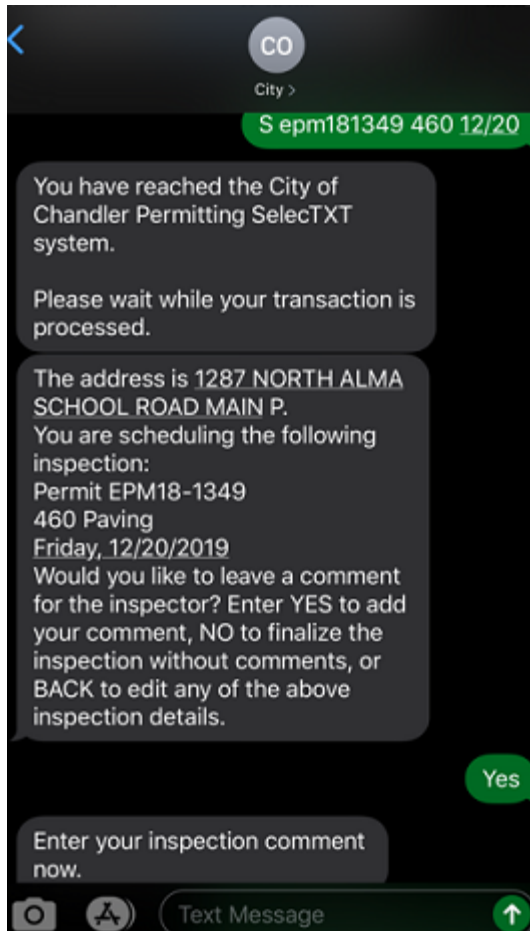 CO
City >
S epm181349 460 12/20
You have reached the City of
Chandler Permitting SelecTXT
system.
Please wait while your transaction is
processed.
The address is 1287 NORTH ALMA
SCHOOL ROAD MAIN P.
You are scheduling the following
inspection:
Permit EPM18-1349
460 Paving
Friday, 12/20/2019
Would you like to leave a comment
for the inspector? Enter YES to add
your comment, NO to finalize the
inspection without comments, or
BACK to edit any of the above
inspection details.
Yes
Enter your inspection comment
now.
Text Message